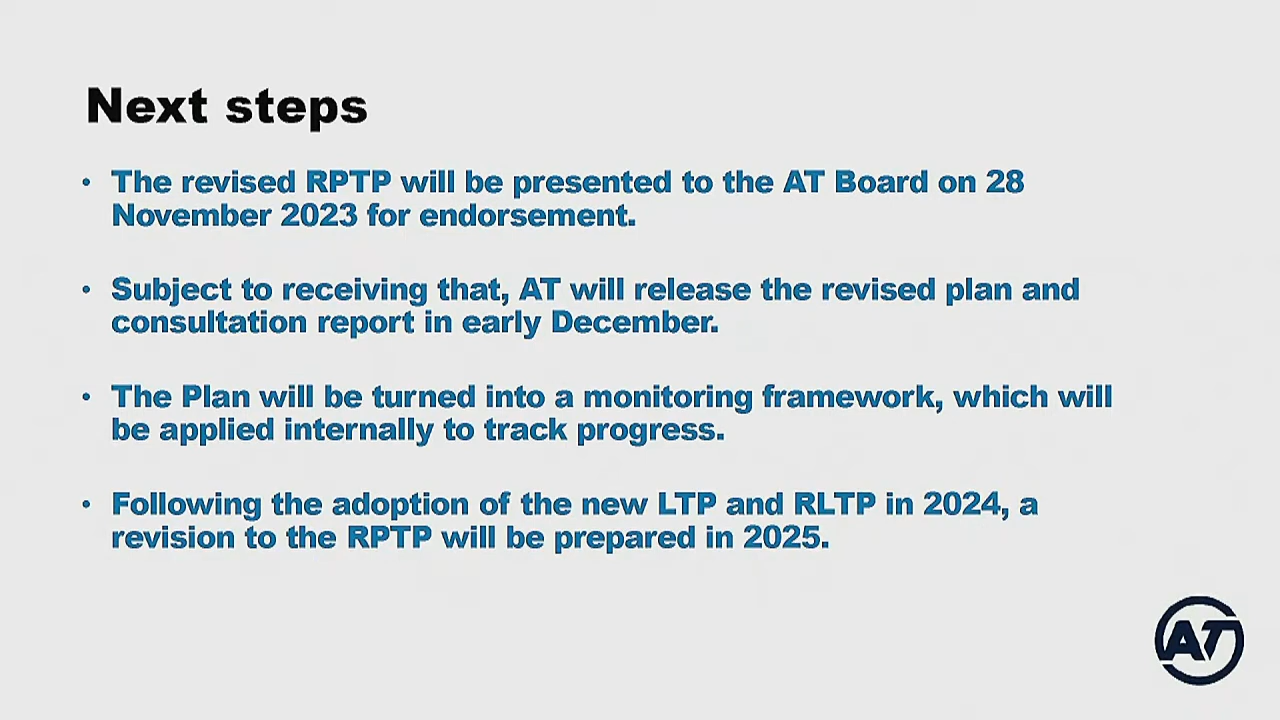 Next steps
• The revised RPTP will be presented to the AT Board on 28
November 2023 for endorsement.
• Subject to receiving that, AT will release the revised plan and
consultation report in early December.
• The Plan will be turned into a monitoring framework, which will
be applied internally to track progress.
• Following the adoption of the new LTP and RLTP in 2024, a
revision to the RPTP will be prepared in 2025.
AT